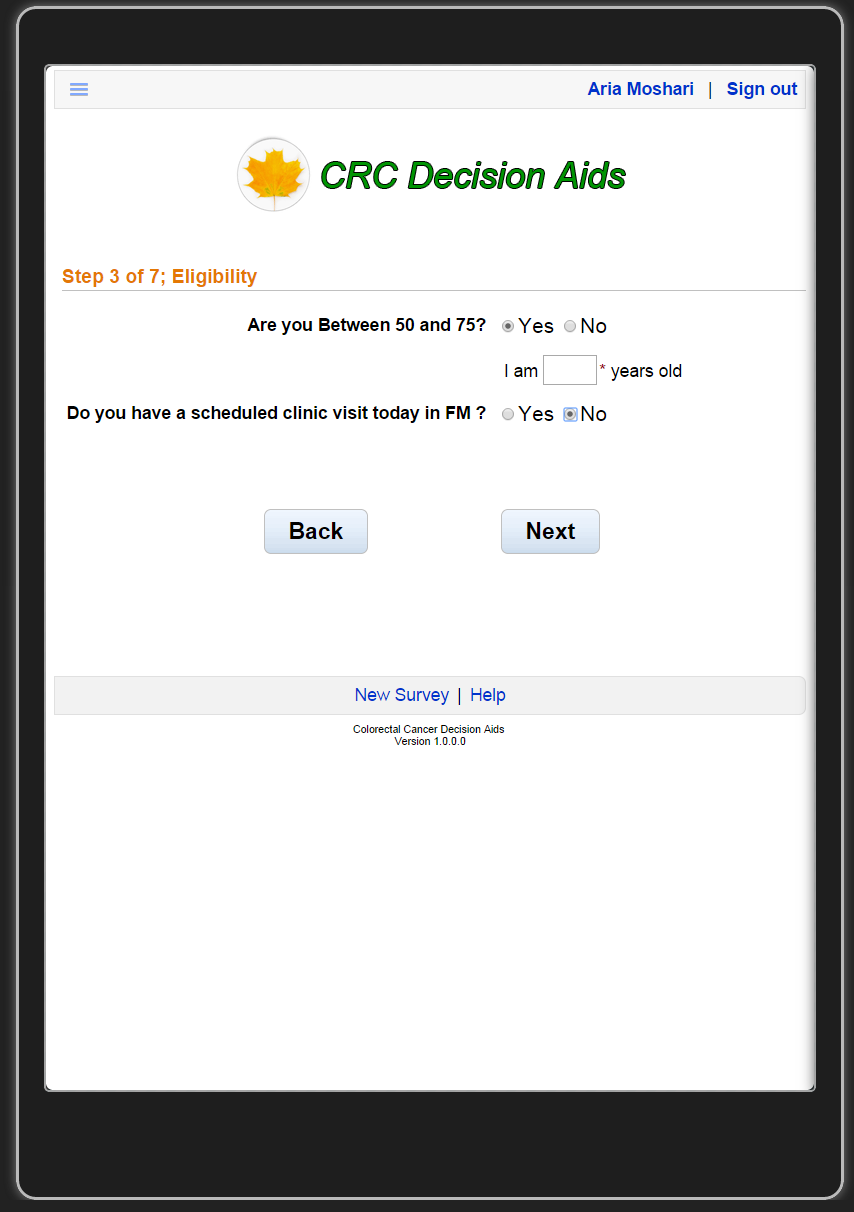 Aria Moshari | Sign out
CRC Decision Aids
Step 3 of 7; Eligibility
Are you Between 50 and 75? Yes No
I am * years old
Do you have a scheduled clinic visit today in FM ? Yes No
Back Next
New Survey | Help
Colorectal Cancer Decision Aids
Version 1.0.0.0